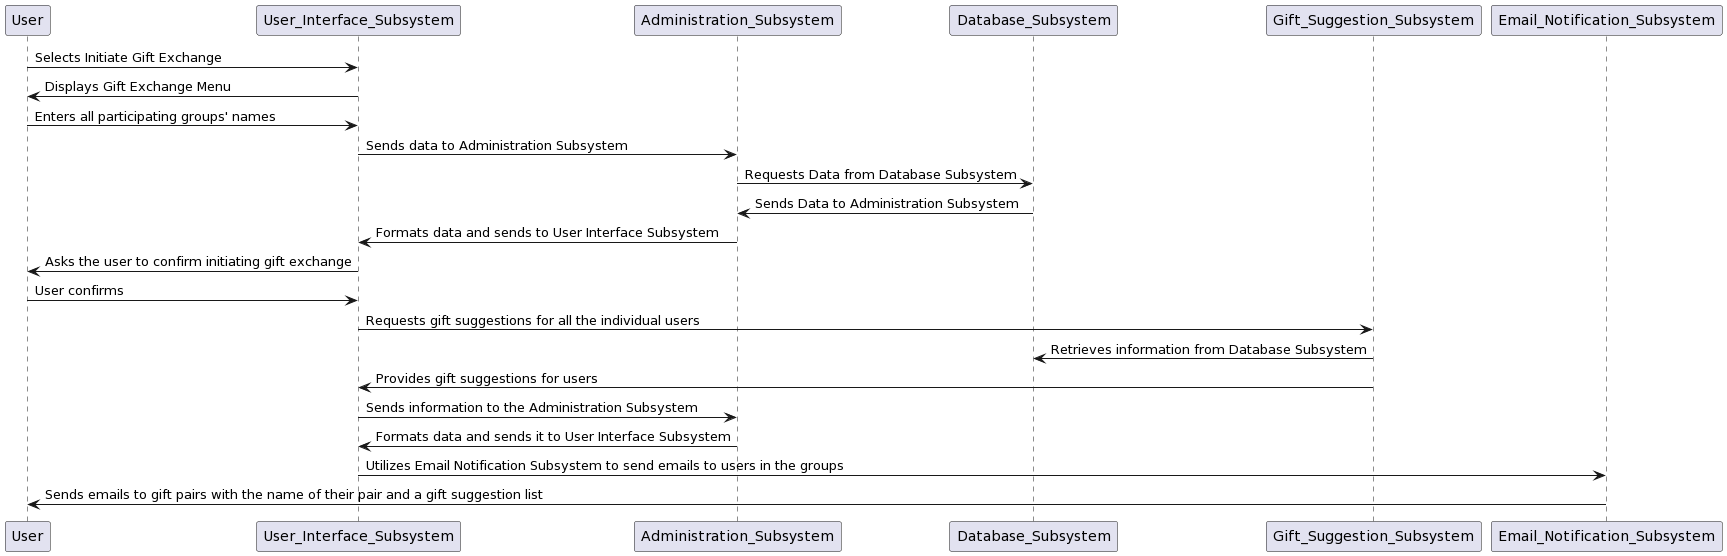 User User_Interface_Subsystem Administration_Subsystem Database_Subsystem Gift_Suggestion_Subsystem Email_Notification_Subsystem
Selects Initiate Gift Exchange
Displays Gift Exchange Menu
Enters all participating groups' names
Sends data to Administration Subsystem
Requests Data from Database Subsystem
Sends Data to Administration Subsystem
Formats data and sends to User Interface Subsystem
Asks the user to confirm initiating gift exchange
User confirms
Requests gift suggestions for all the individual users
Retrieves information from Database Subsystem
Provides gift suggestions for users
Sends information to the Administration Subsystem
Formats data and sends it to User Interface Subsystem
Utilizes Email Notification Subsystem to send emails to users in the groups
Sends emails to gift pairs with the name of their pair and a gift suggestion list
User User_Interface_Subsystem Administration_Subsystem Database_Subsystem Gift_Suggestion_Subsystem Email_Notification_Subsystem